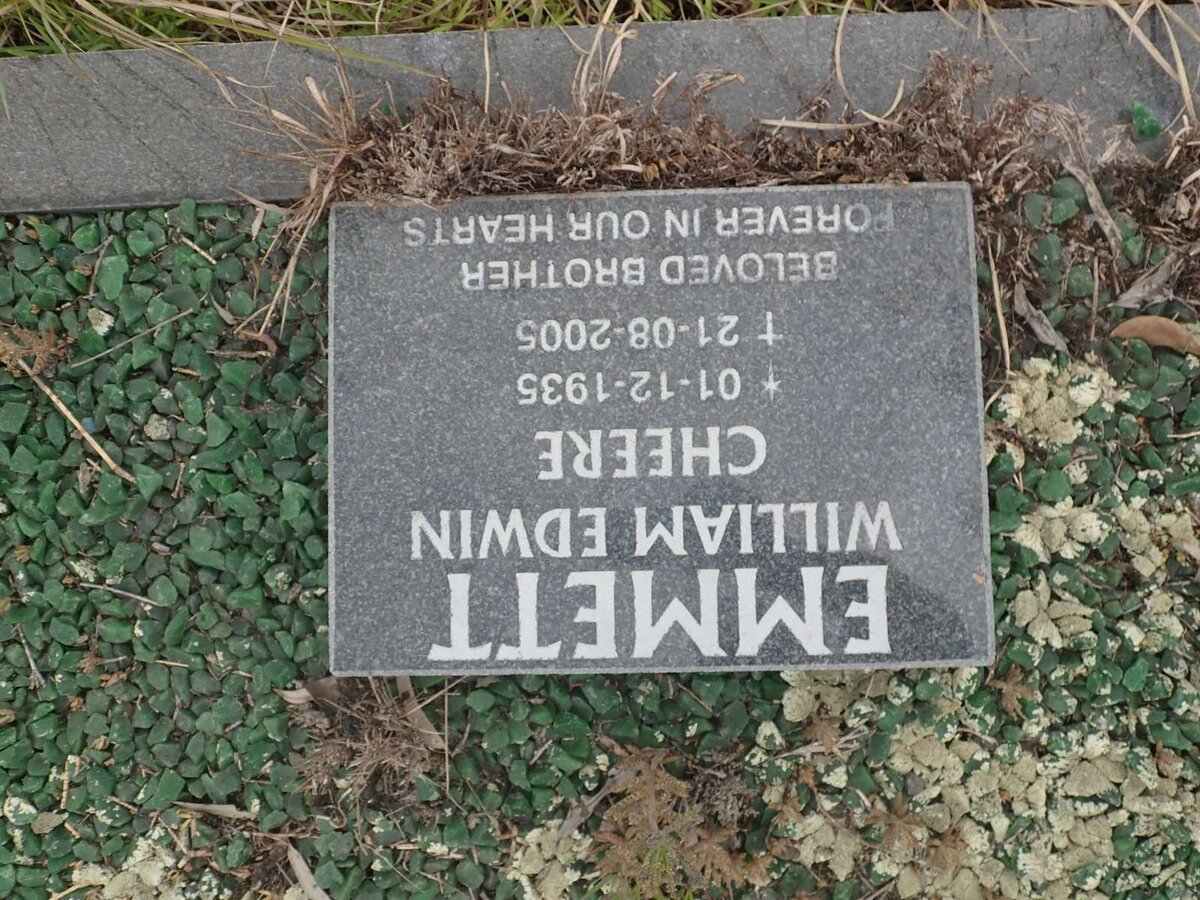 EMMETT
WILLIAM EDWIN
CHEERE
* 01-12-1935
† 21-08-2005
BELOVED BROTHER
FOREVER IN OUR HEARTS